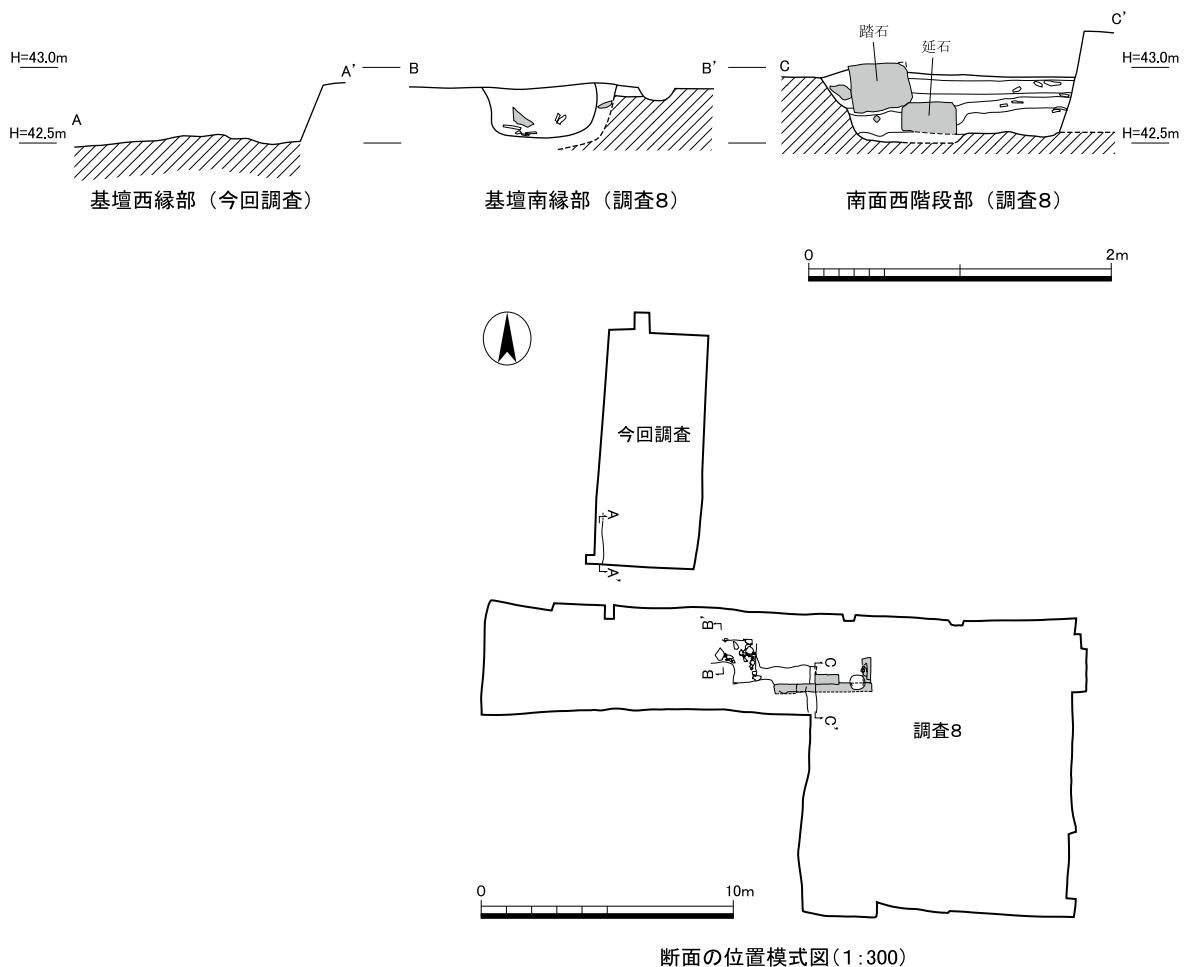 H=43.0m
H=42.5m
A
A'
基壇西縁部（今回調査）
B
B'
基壇南縁部（調査8）
C
C'
踏石
延石
H=43.0m
H=42.5m
南面西階段部（調査8）
0
2m
今回調査
A
A'
B'
B
C
C'
調査8
0
10m
断面の位置模式図(1:300)